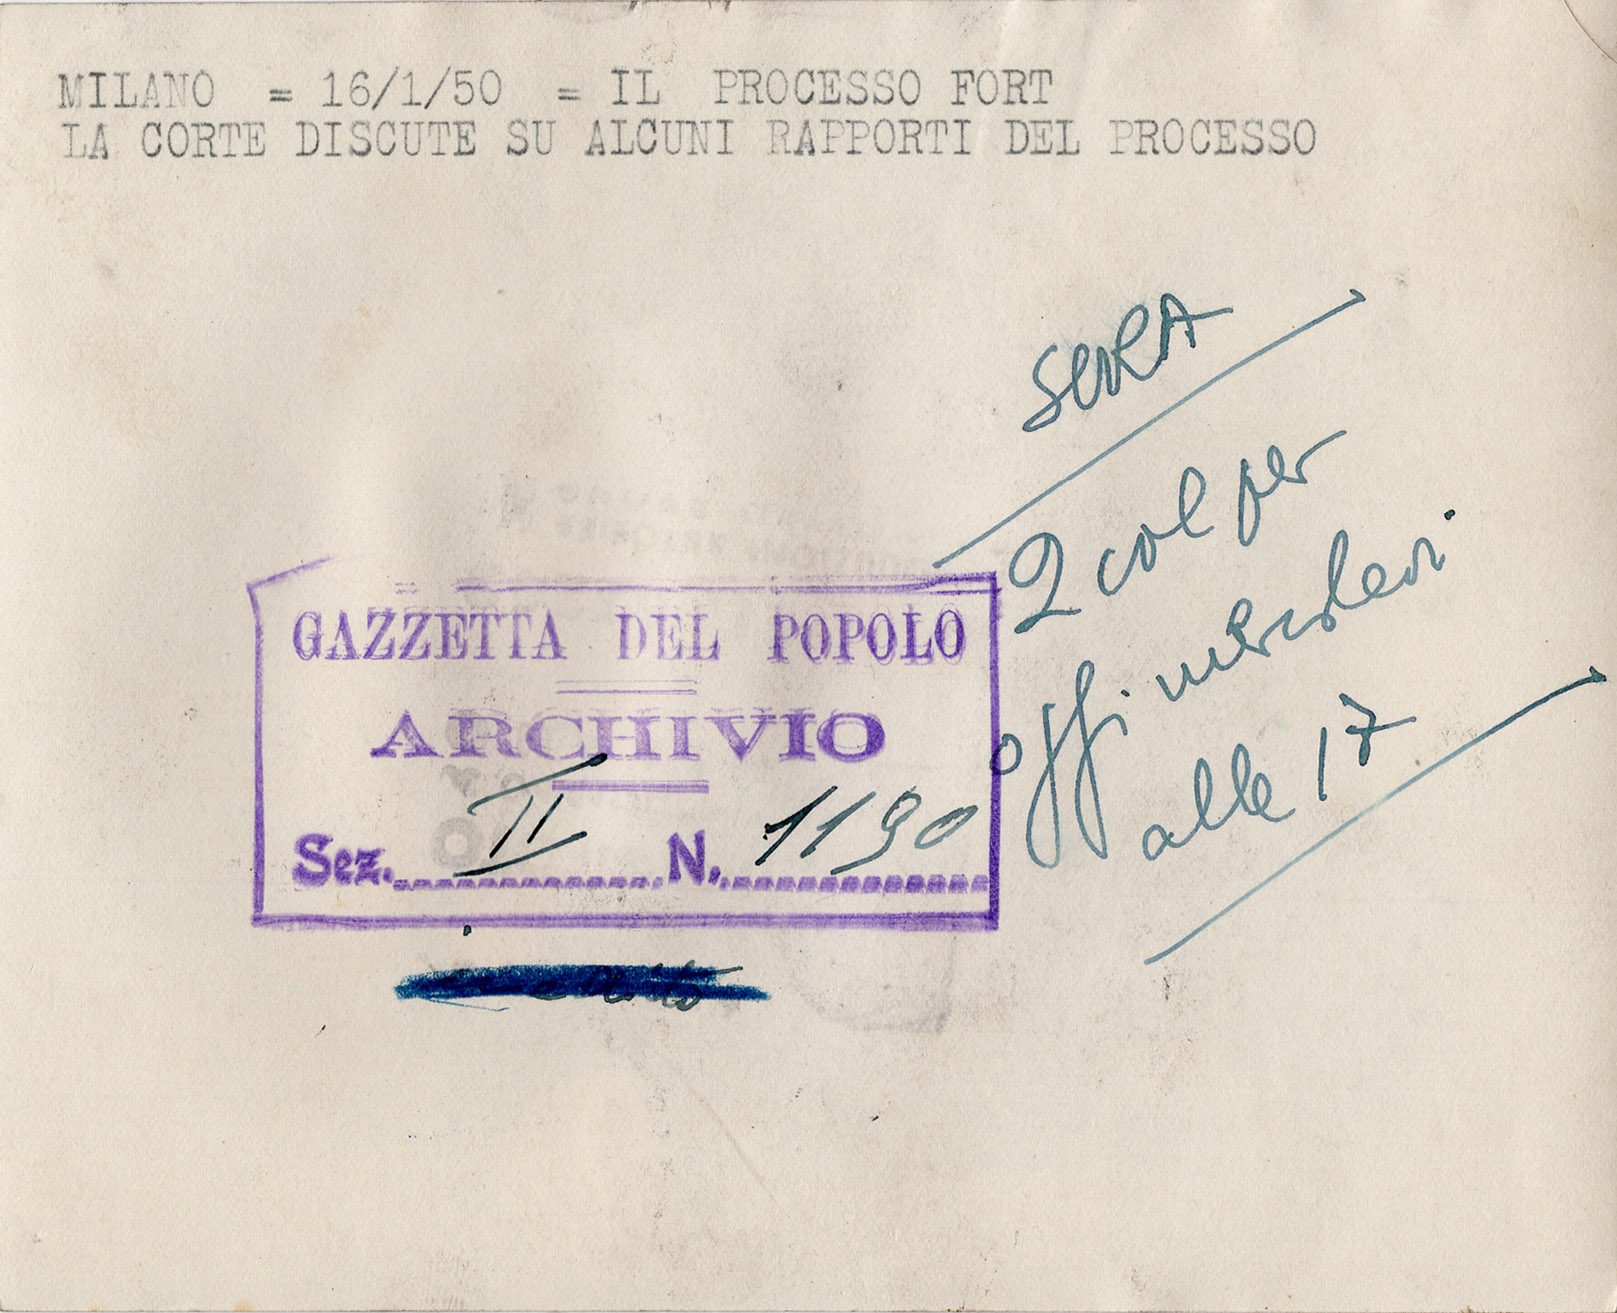 MILANO = 16/1/50 = IL PROCESSO FORT
LA CORTE DISCUTE SU ALCUNI RAPPORTI DEL PROCESSO
SERA
2 col per
oggi mercoledi
alle 17
GAZZETTA DEL POPOLO
ARCHIVIO
Sez. II N. 1190